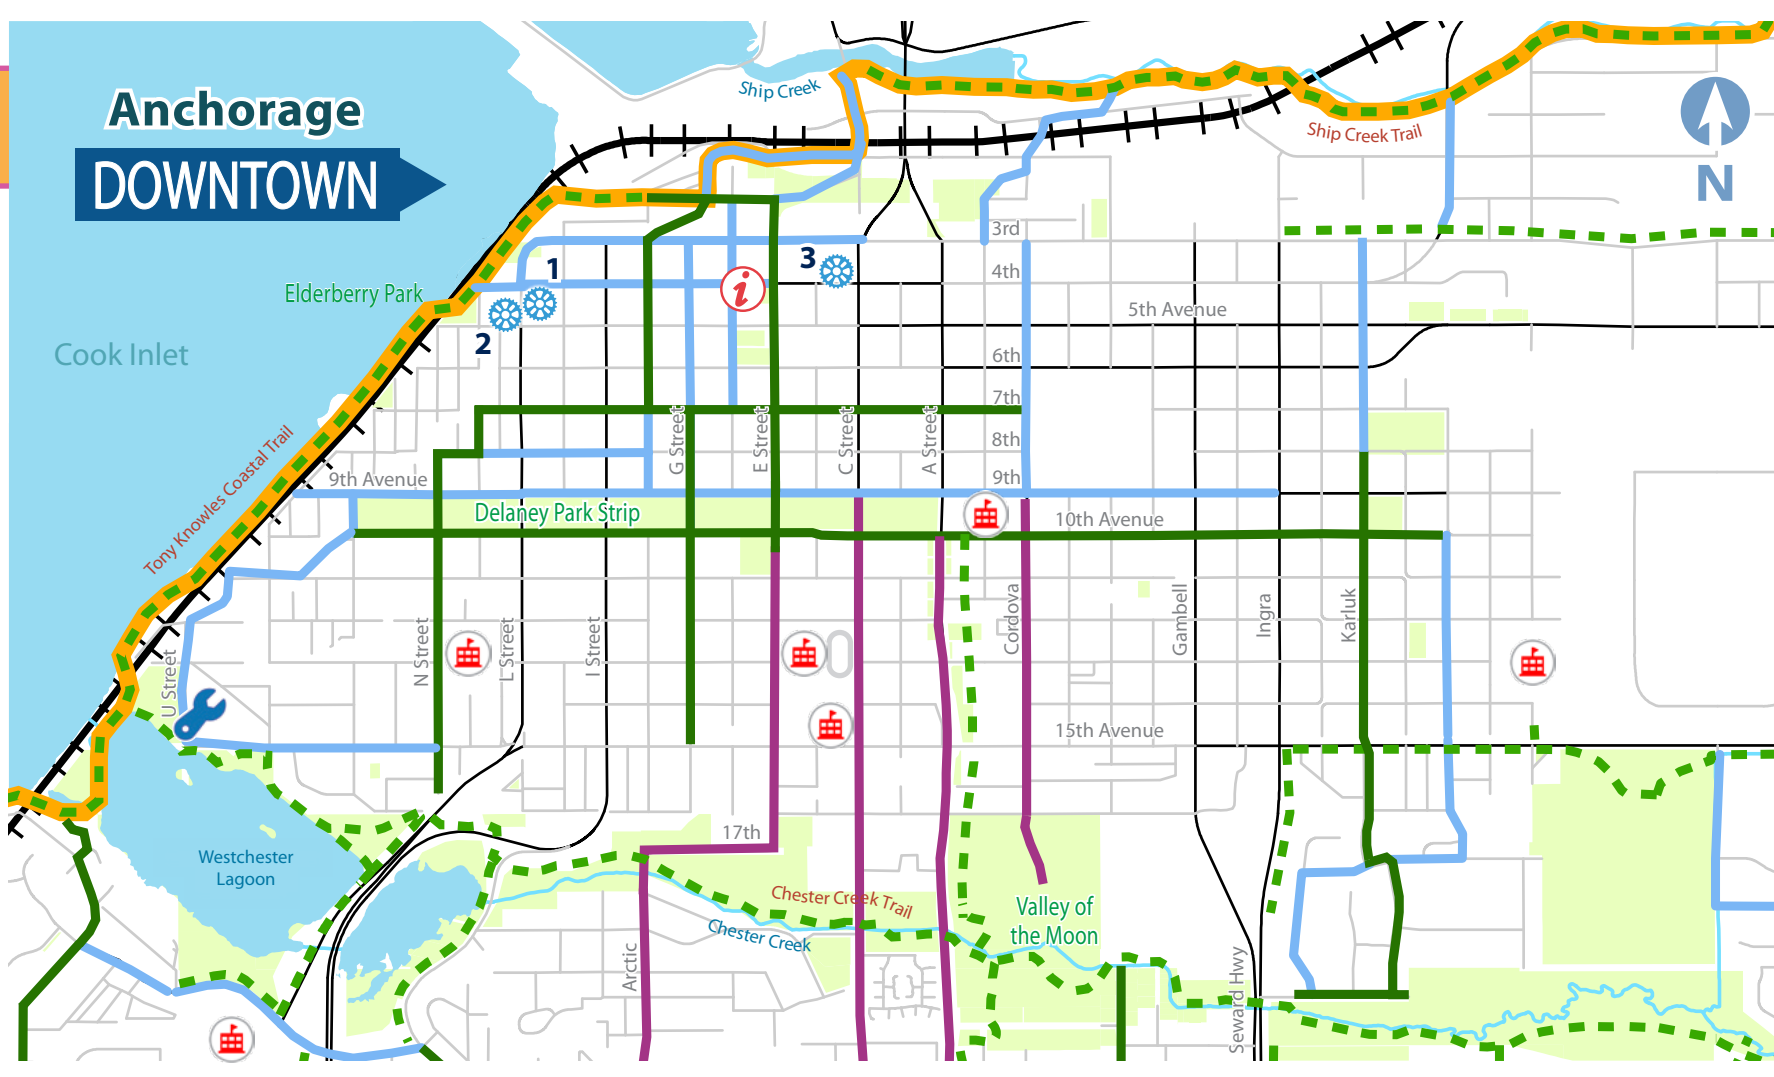 Anchorage
DOWNTOWN
Ship Creek
Ship Creek Trail
N
3rd
1
3
4th
Elderberry Park
5th Avenue
2
Cook Inlet
6th
7th
G Street
E Street
C Street
A Street
8th
Tony Knowles Coastal Trail
9th Avenue
9th
Delaney Park Strip
10th Avenue
U Street
N Street
L Street
I Street
Cordova
Gambell
Ingra
Karluk
15th Avenue
17th
Westchester
Lagoon
Chester Creek Trail
Chester Creek
Valley of
the Moon
Arctic
Seward Hwy